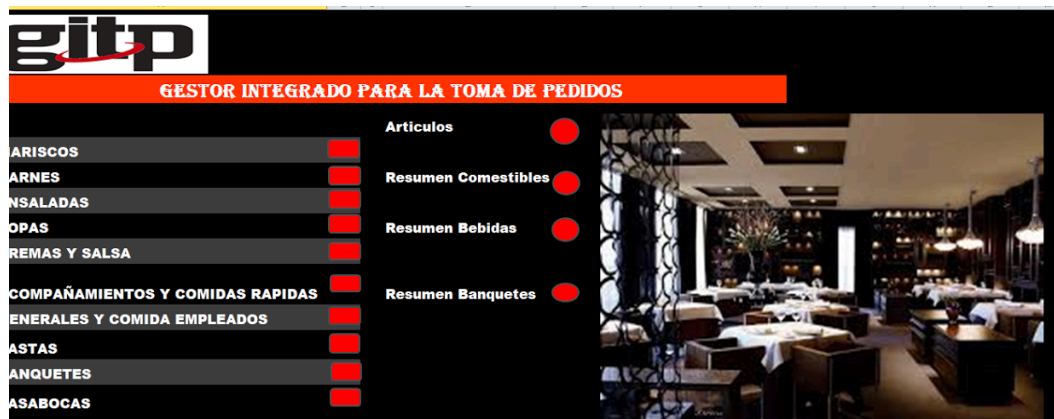 gitp
GESTOR INTEGRADO PARA LA TOMA DE PEDIDOS
ARISCOS
ARNES
NSALADAS
OPAS
REMAS Y SALSA
COMPAÑAMIENTOS Y COMIDAS RAPIDAS
ENERALES Y COMIDA EMPLEADOS
ASTAS
ANQUETES
ASABOCAS
Articulos
Resumen Comestibles
Resumen Bebidas
Resumen Banquetes